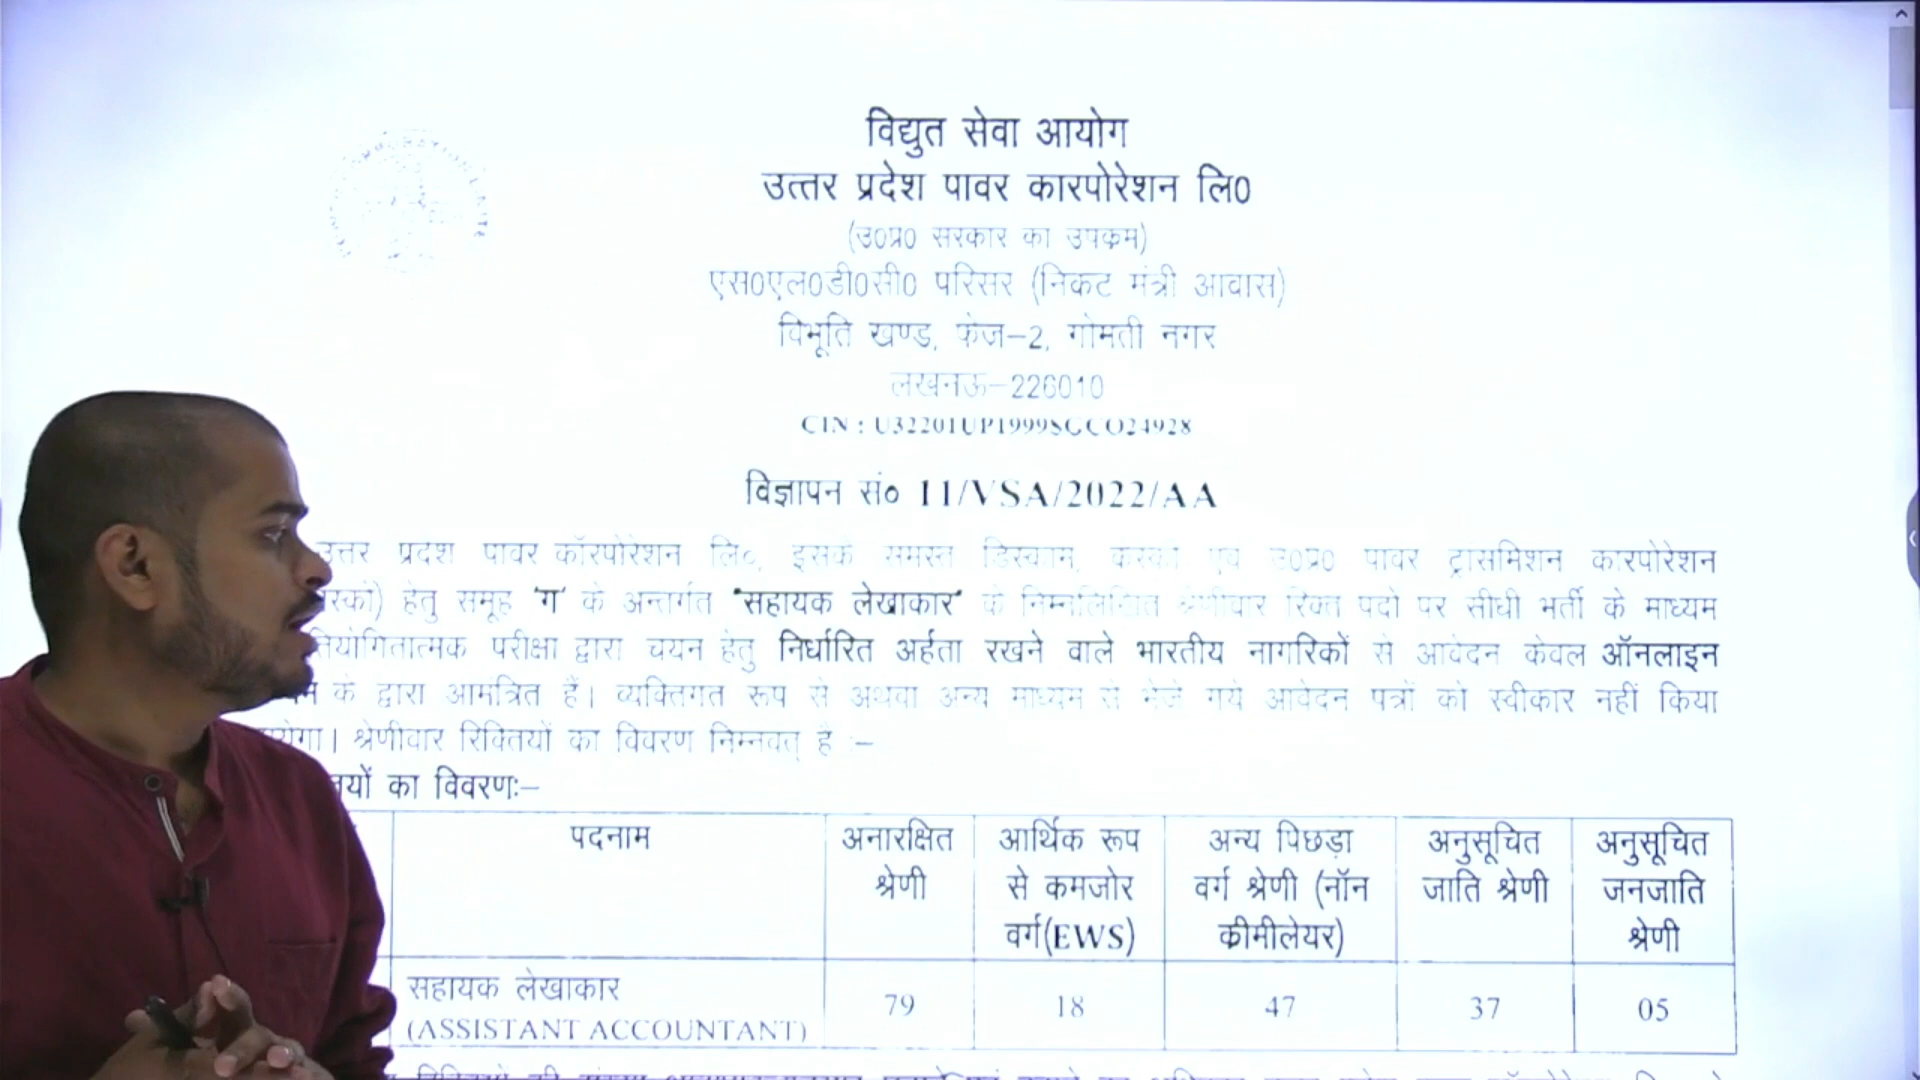 विद्युत सेवा आयोग
उत्तर प्रदेश पावर कारपोरेशन लि0
(उ0प्र0 सरकार का उपक्रम)
एस0एल0डी0सी0 परिसर (निकट मंत्री आवास)
विभूति खण्ड, फेज-2, गोमती नगर
लखनऊ-226010
CIN : U32201UP1999SGC024928
विज्ञापन सं० 11/VSA/2022/AA
उत्तर प्रदेश पावर कॉरपोरेशन लि०, इसके समस्त डिस्काम, केस्को एवं उ0प्र0 पावर ट्रांसमिशन कारपोरेशन
हेतु समूह 'ग' के अन्तर्गत 'सहायक लेखाकार' के निम्नलिखित श्रेणीवार रिक्त पदो पर सीधी भर्ती के माध्यम
परीक्षा द्वारा चयन हेतु निर्धारित अर्हता रखने वाले भारतीय नागरिकों से आवेदन केवल ऑनलाइन
के द्वारा आमंत्रित हैं। व्यक्तिगत रूप से अथवा अन्य माध्यम से भेजे गये आवेदन पत्रों को स्वीकार नहीं किया
श्रेणीवार रिक्तियों का विवरण निम्नवत् है :-
का विवरणः-
पदनाम अनारक्षित श्रेणी आर्थिक रूप से कमजोर वर्ग(EWS) अन्य पिछड़ा वर्ग श्रेणी (नॉन क्रीमीलेयर) अनुसूचित जाति श्रेणी अनुसूचित जनजाति श्रेणी
सहायक लेखाकार (ASSISTANT ACCOUNTANT) 79 18 47 37 05